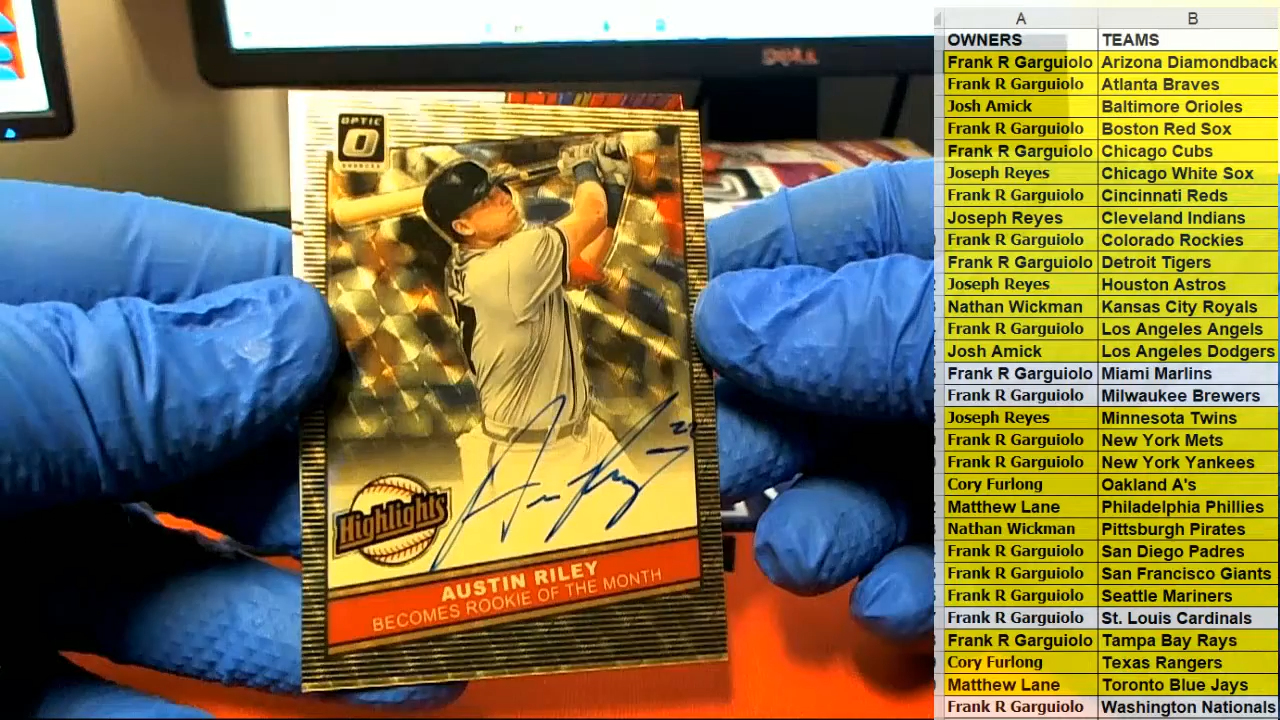 DELL
OPTIC
Highlights
22
AUSTIN RILEY
BECOMES ROOKIE OF THE MONTH
A B
OWNERS TEAMS
Frank R Garguiolo Arizona Diamondback
Frank R Garguiolo Atlanta Braves
Josh Amick Baltimore Orioles
Frank R Garguiolo Boston Red Sox
Frank R Garguiolo Chicago Cubs
Joseph Reyes Chicago White Sox
Frank R Garguiolo Cincinnati Reds
Joseph Reyes Cleveland Indians
Frank R Garguiolo Colorado Rockies
Frank R Garguiolo Detroit Tigers
Joseph Reyes Houston Astros
Nathan Wickman Kansas City Royals
Frank R Garguiolo Los Angeles Angels
Josh Amick Los Angeles Dodgers
Frank R Garguiolo Miami Marlins
Frank R Garguiolo Milwaukee Brewers
Joseph Reyes Minnesota Twins
Frank R Garguiolo New York Mets
Frank R Garguiolo New York Yankees
Cory Furlong Oakland A's
Matthew Lane Philadelphia Phillies
Nathan Wickman Pittsburgh Pirates
Frank R Garguiolo San Diego Padres
Frank R Garguiolo San Francisco Giants
Frank R Garguiolo Seattle Mariners
Frank R Garguiolo St. Louis Cardinals
Frank R Garguiolo Tampa Bay Rays
Cory Furlong Texas Rangers
Matthew Lane Toronto Blue Jays
Frank R Garguiolo Washington Nationals